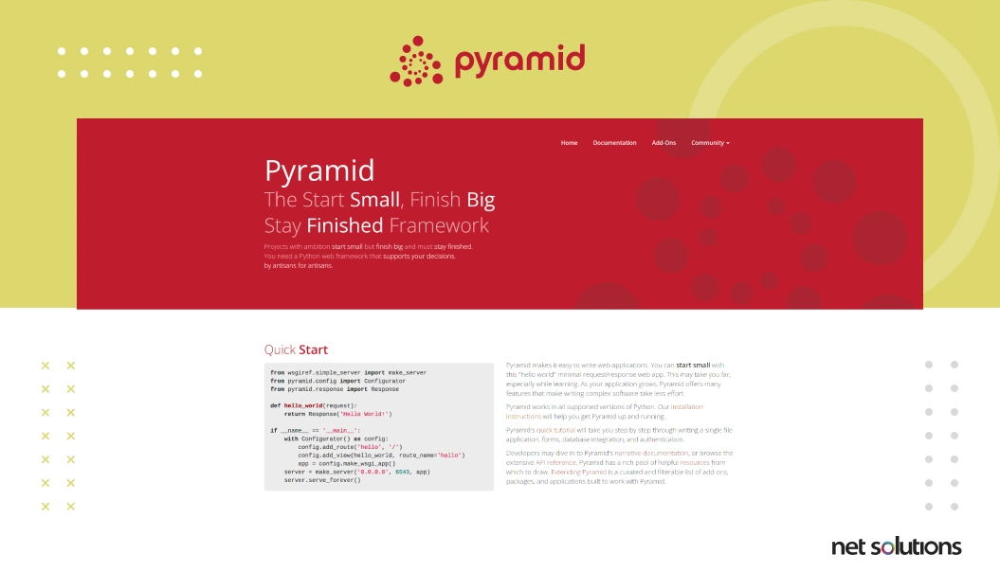 pyramid
Home Documentation Add-Ons Community
Pyramid
The Start Small, Finish Big
Stay Finished Framework
Projects with ambition start small but finish big and must stay finished.
You need a Python web framework that supports your decisions,
by artisans for artisans.
Quick Start
from wsgiref.simple_server import make_server
from pyramid.config import Configurator
from pyramid.response import Response
def hello_world(request):
return Response('Hello World!')
if __name__ == '__main__':
with Configurator() as config:
config.add_route('hello', '/')
config.add_view(hello_world, route_name='hello')
app = config.make_wsgi_app()
server = make_server('0.0.0.0', 6543, app)
server.serve_forever()
Pyramid makes it easy to write web applications. You can start small with
this "hello world" minimal request/response web app. This may take you far,
especially while learning. As your application grows, Pyramid offers many
features that make writing complex software take less effort.
Pyramid works in all supported versions of Python. Our installation
instructions will help you get Pyramid up and running.
Pyramid's quick tutorial will take you step by step through writing a single file
application, forms, database integration, and authentication.
Developers may dive in to Pyramid's narrative documentation, or browse the
extensive API reference. Pyramid has a rich pool of helpful resources from
which to draw. Extending Pyramid is a curated and filterable list of add-ons,
packages, and applications built to work with Pyramid.
net solutions